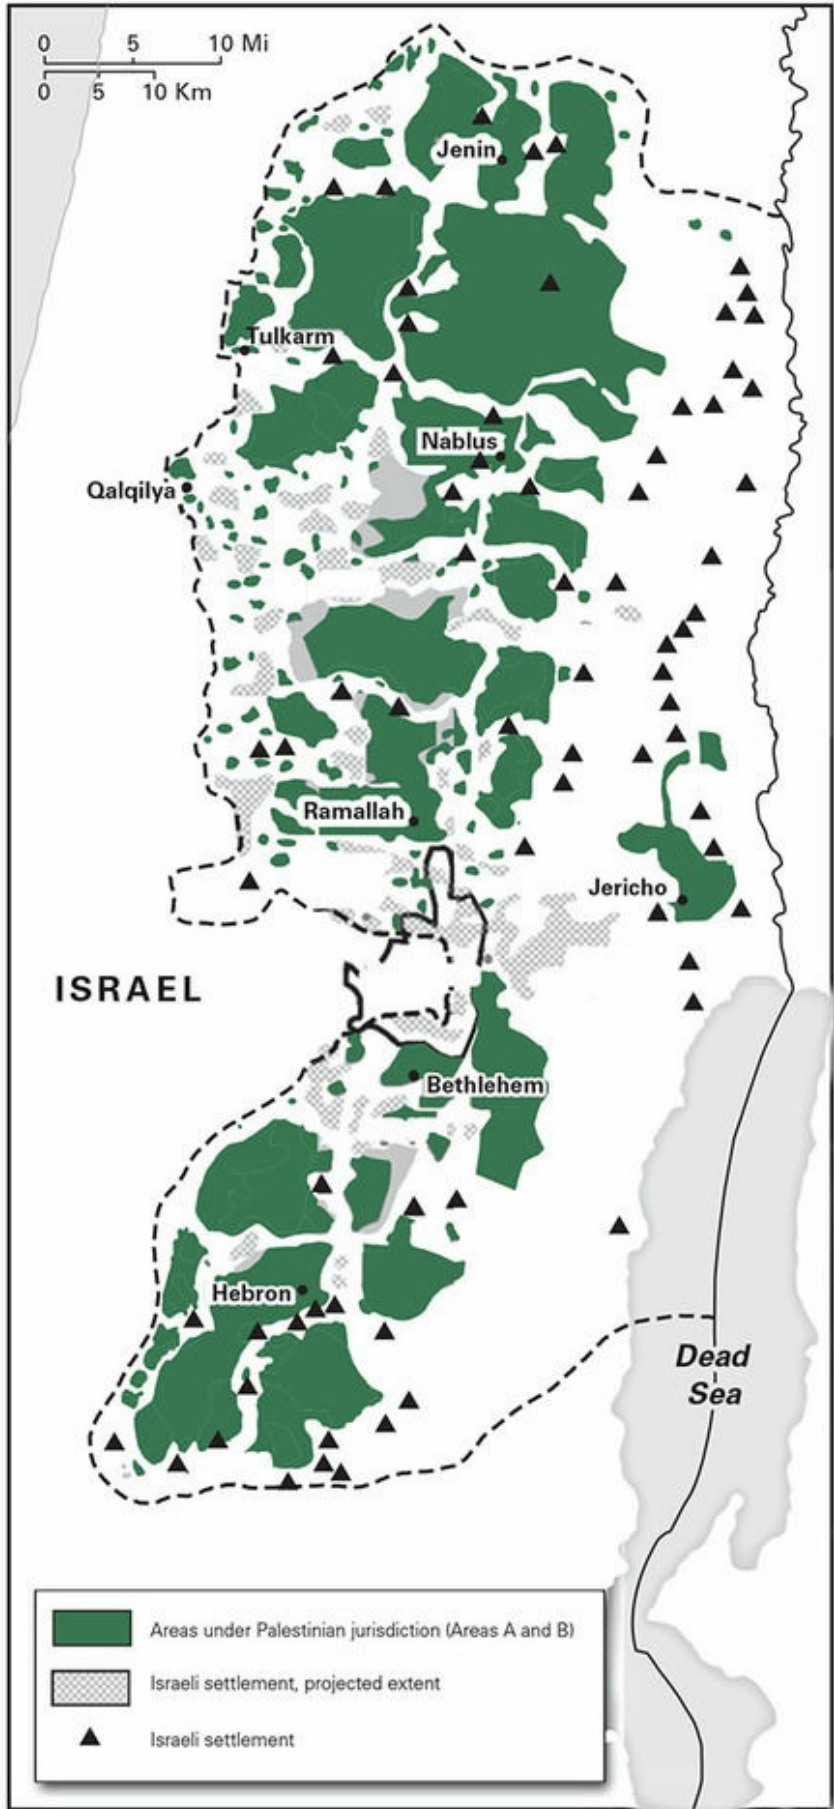 0 5 10 Mi
0 5 10 Km
Jenin
Tulkarm
Nablus
Qalqilya
Ramallah
Jericho
ISRAEL
Bethlehem
Hebron
Dead
Sea
Areas under Palestinian jurisdiction (Areas A and B)
Israeli settlement, projected extent
Israeli settlement